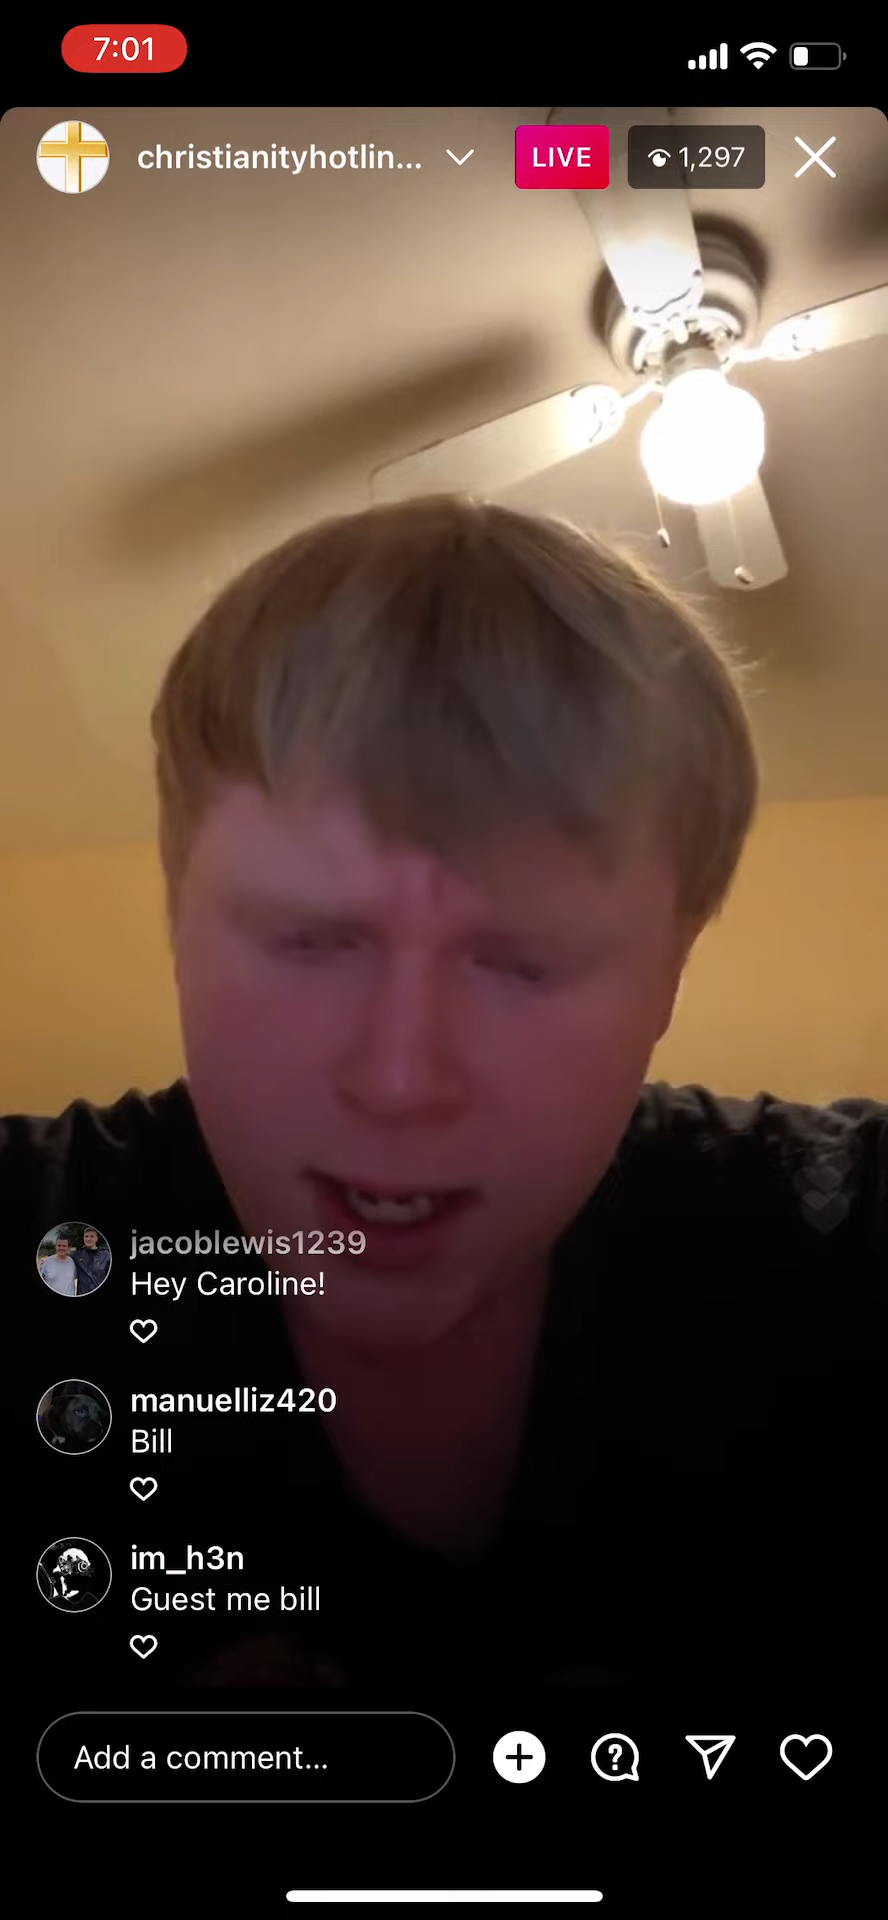 7:01
christianityhotlin...
LIVE
1,297
jacoblewis1239
Hey Caroline!
manuelliz420
Bill
im_h3n
Guest me bill
Add a comment...